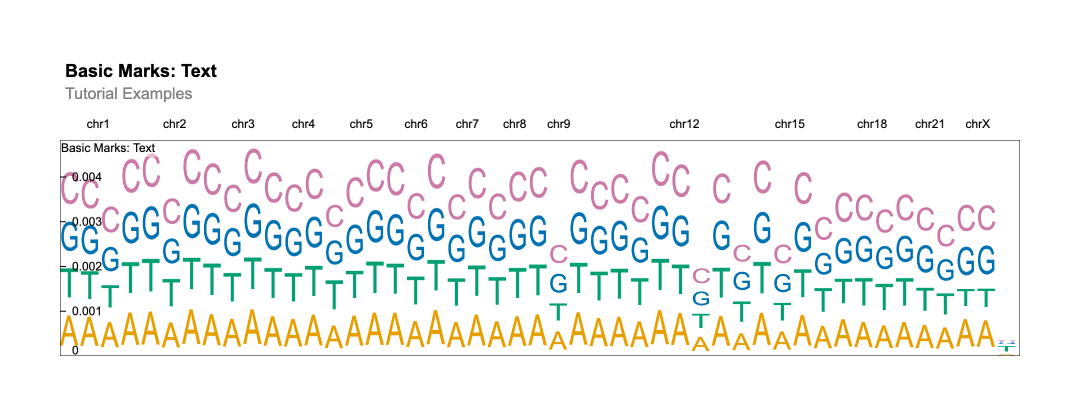 Basic Marks: Text
Tutorial Examples
chr1 chr2 chr3 chr4 chr5 chr6 chr7 chr8 chr9 chr12 chr15 chr18 chr21 chrX
Basic Marks: Text
0.004
0.003
0.002
0.001
0
C C C C C C C C C C C C C C C C C C C C C C C C C C C C C C C C C C C C C C C C C C C C C C
G G G G G G G G G G G G G G G G G G G G G G G G G G G G G G G G G G G G G G G G G G G G G G
T T T T T T T T T T T T T T T T T T T T T T T T T T T T T T T T T T T T T T T T T T T T T T
A A A A A A A A A A A A A A A A A A A A A A A A A A A A A A A A A A A A A A A A A A A A A A